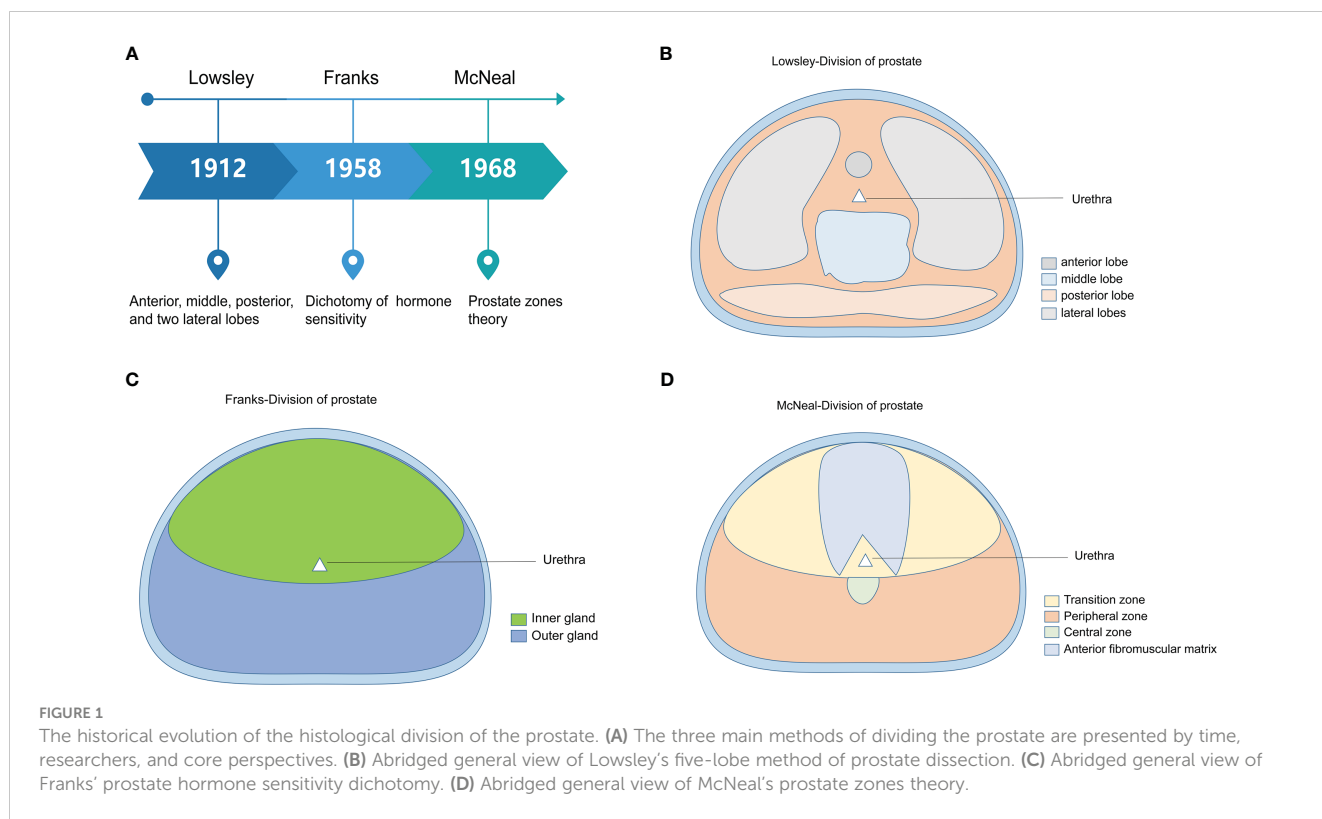 A
Lowsley
Franks
McNeal
1912
1958
1968
Anterior, middle, posterior,
and two lateral lobes
Dichotomy of hormone
sensitivity
Prostate zones
theory
B
Lowsley-Division of prostate
Urethra
anterior lobe
middle lobe
posterior lobe
lateral lobes
C
Franks-Division of prostate
Urethra
Inner gland
Outer gland
D
McNeal-Division of prostate
Urethra
Transition zone
Peripheral zone
Central zone
Anterior fibromuscular matrix
FIGURE 1
The historical evolution of the histological division of the prostate. (A) The three main methods of dividing the prostate are presented by time,
researchers, and core perspectives. (B) Abridged general view of Lowsley's five-lobe method of prostate dissection. (C) Abridged general view of
Franks' prostate hormone sensitivity dichotomy. (D) Abridged general view of McNeal's prostate zones theory.